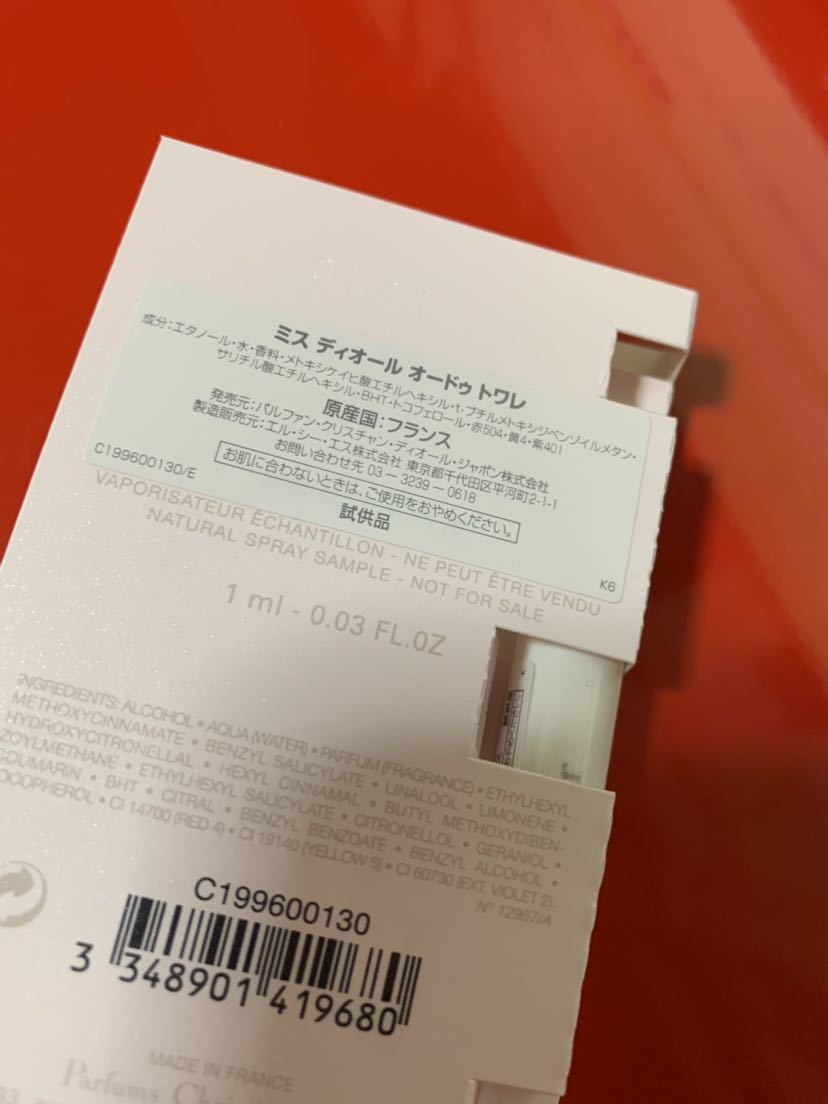 ミス ディオール オードゥ トワレ
成分：エタノール・水・香料・メトキシケイヒ酸エチルヘキシル・t-ブチルメトキシジベンゾイルメタン・
サリチル酸エチルヘキシル・BHT・トコフェロール・赤504・黄4・紫401
原産国：フランス
発売元：パルファン・クリスチャン・ディオール・ジャポン株式会社
製造販売元：エル・シー・エス株式会社 東京都千代田区平河町2-1-1
お問い合わせ先 03－3239－0618
C199600130/E
お肌に合わないときは、ご使用をおやめください。
試供品
K6
VAPORISATEUR ÉCHANTILLON - NE PEUT ÊTRE VENDU
NATURAL SPRAY SAMPLE - NOT FOR SALE
1 ml - 0.03 FL.OZ
INGREDIENTS: ALCOHOL • AQUA (WATER) • PARFUM (FRAGRANCE) • ETHYLHEXYL
METHOXYCINNAMATE • BENZYL SALICYLATE • LINALOOL • LIMONENE •
HYDROXYCITRONELLAL • HEXYL CINNAMAL • BUTYL METHOXYDIBEN-
ZOYLMETHANE • ETHYLHEXYL SALICYLATE • CITRONELLOL • GERANIOL •
COUMARIN • BHT • CITRAL • BENZYL BENZOATE • BENZYL ALCOHOL •
OCOPHEROL • CI 14700 (RED 4) • CI 19140 (YELLOW 5) • CI 60730 (EXT. VIOLET 2).
N° 12967/A
C199600130
3 348901 419680
MADE IN FRANCE
Parfums Chri